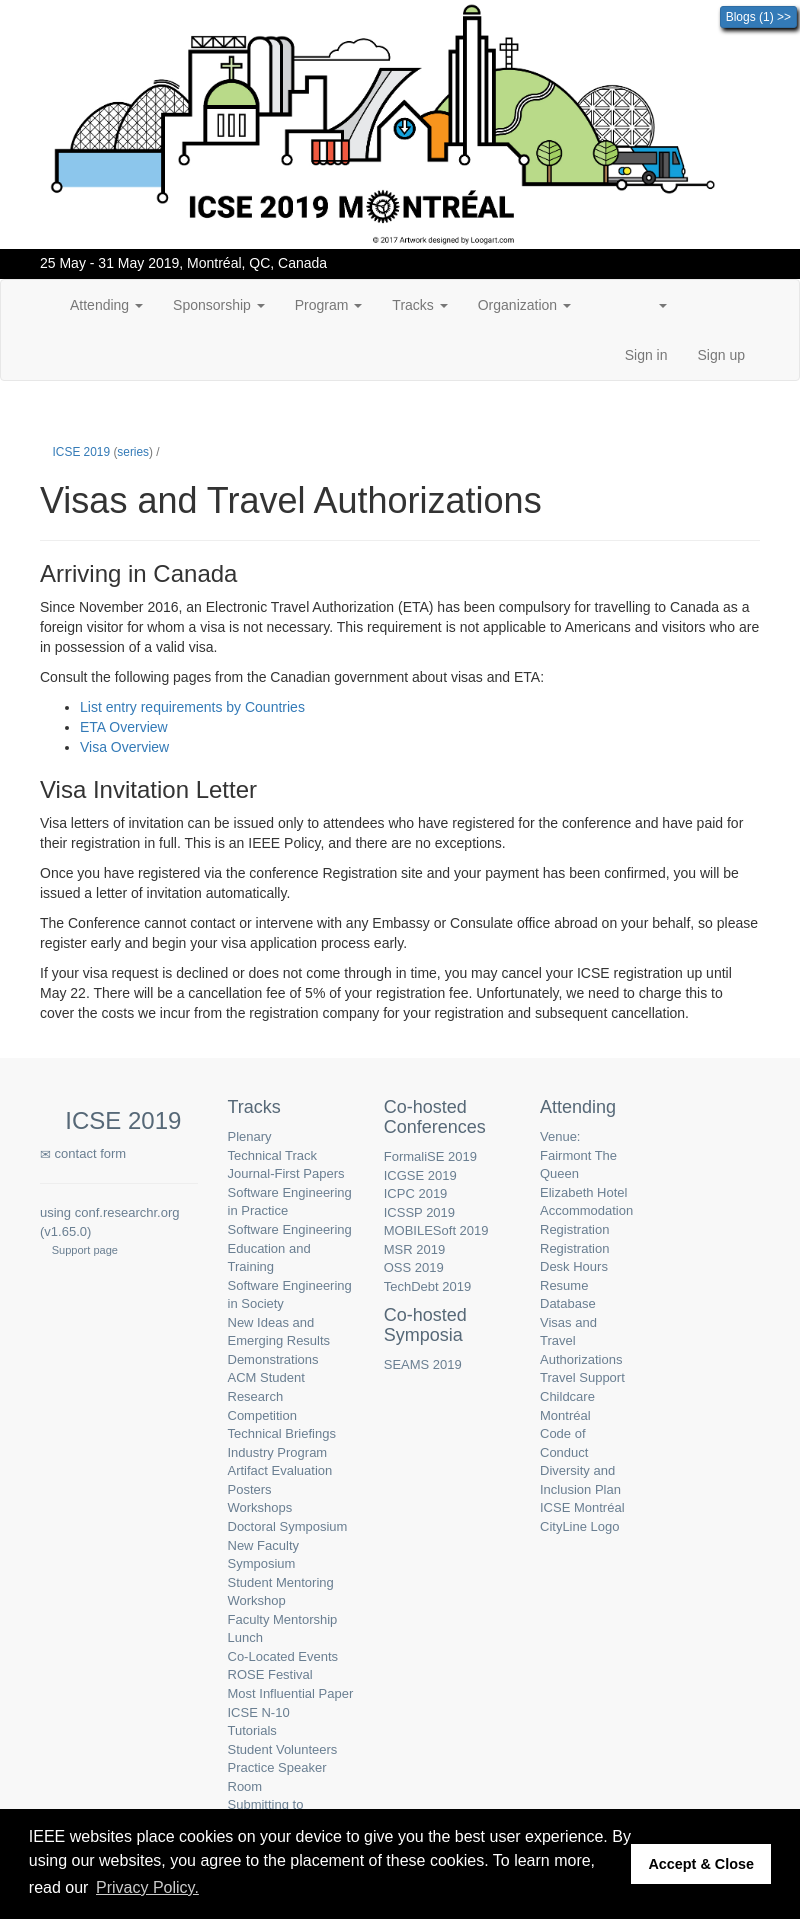 Blogs (1) >>
ICSE 2019 MONTRÉAL
© 2017 Artwork designed by Loogart.com
25 May - 31 May 2019, Montréal, QC, Canada
Attending Sponsorship Program Tracks Organization
Sign in Sign up
ICSE 2019 (series) /
Visas and Travel Authorizations
Arriving in Canada
Since November 2016, an Electronic Travel Authorization (ETA) has been compulsory for travelling to Canada as a
foreign visitor for whom a visa is not necessary. This requirement is not applicable to Americans and visitors who are
in possession of a valid visa.
Consult the following pages from the Canadian government about visas and ETA:
• List entry requirements by Countries
• ETA Overview
• Visa Overview
Visa Invitation Letter
Visa letters of invitation can be issued only to attendees who have registered for the conference and have paid for
their registration in full. This is an IEEE Policy, and there are no exceptions.
Once you have registered via the conference Registration site and your payment has been confirmed, you will be
issued a letter of invitation automatically.
The Conference cannot contact or intervene with any Embassy or Consulate office abroad on your behalf, so please
register early and begin your visa application process early.
If your visa request is declined or does not come through in time, you may cancel your ICSE registration up until
May 22. There will be a cancellation fee of 5% of your registration fee. Unfortunately, we need to charge this to
cover the costs we incur from the registration company for your registration and subsequent cancellation.
ICSE 2019
✉ contact form
using conf.researchr.org
(v1.65.0)
Support page
Tracks
Plenary
Technical Track
Journal-First Papers
Software Engineering
in Practice
Software Engineering
Education and
Training
Software Engineering
in Society
New Ideas and
Emerging Results
Demonstrations
ACM Student
Research
Competition
Technical Briefings
Industry Program
Artifact Evaluation
Posters
Workshops
Doctoral Symposium
New Faculty
Symposium
Student Mentoring
Workshop
Faculty Mentorship
Lunch
Co-Located Events
ROSE Festival
Most Influential Paper
ICSE N-10
Tutorials
Student Volunteers
Practice Speaker
Room
Submitting to
Co-hosted
Conferences
FormaliSE 2019
ICGSE 2019
ICPC 2019
ICSSP 2019
MOBILESoft 2019
MSR 2019
OSS 2019
TechDebt 2019
Co-hosted
Symposia
SEAMS 2019
Attending
Venue:
Fairmont The
Queen
Elizabeth Hotel
Accommodation
Registration
Registration
Desk Hours
Resume
Database
Visas and
Travel
Authorizations
Travel Support
Childcare
Montréal
Code of
Conduct
Diversity and
Inclusion Plan
ICSE Montréal
CityLine Logo
IEEE websites place cookies on your device to give you the best user experience. By
using our websites, you agree to the placement of these cookies. To learn more,
read our Privacy Policy.
Accept & Close